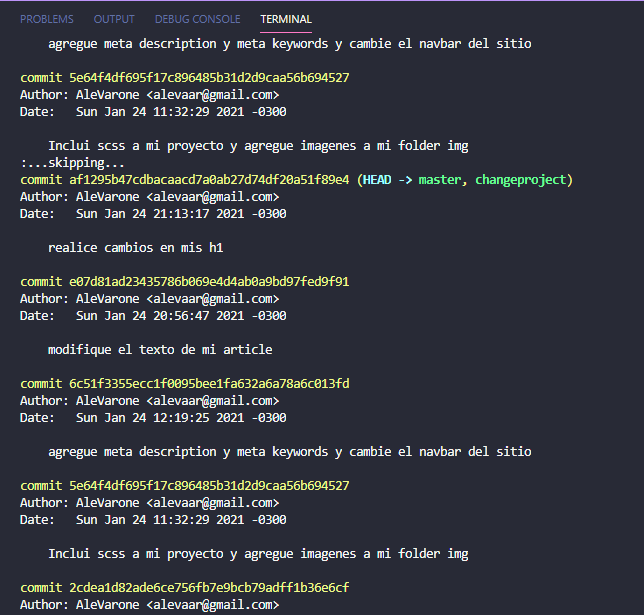 PROBLEMS OUTPUT DEBUG CONSOLE TERMINAL
agregue meta description y meta keywords y cambie el navbar del sitio
commit 5e64f4df695f17c896485b31d2d9caa56b694527
Author: AleVarone <alevaar@gmail.com>
Date:   Sun Jan 24 11:32:29 2021 -0300
Inclui scss a mi proyecto y agregue imagenes a mi folder img
:...skipping...
commit af1295b47cdbacaacd7a0ab27d74df20a51f89e4 (HEAD -> master, changeproject)
Author: AleVarone <alevaar@gmail.com>
Date:   Sun Jan 24 21:13:17 2021 -0300
realice cambios en mis h1
commit e07d81ad23435786b069e4d4ab0a9bd97fed9f91
Author: AleVarone <alevaar@gmail.com>
Date:   Sun Jan 24 20:56:47 2021 -0300
modifique el texto de mi article
commit 6c51f3355ecc1f0095bee1fa632a6a78a6c013fd
Author: AleVarone <alevaar@gmail.com>
Date:   Sun Jan 24 12:19:25 2021 -0300
agregue meta description y meta keywords y cambie el navbar del sitio
commit 5e64f4df695f17c896485b31d2d9caa56b694527
Author: AleVarone <alevaar@gmail.com>
Date:   Sun Jan 24 11:32:29 2021 -0300
Inclui scss a mi proyecto y agregue imagenes a mi folder img
commit 2cdea1d82ade6ce756fb7e9bcb79adff1b36e6cf
Author: AleVarone <alevaar@gmail.com>